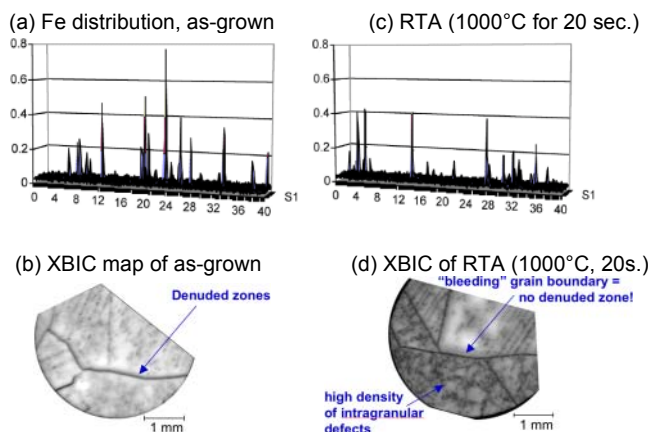 (a) Fe distribution, as-grown
0.8
0.6
0.4
0.2
0
0 4 8 12 16 20 24 28 32 36 40
S1
(c) RTA (1000°C for 20 sec.)
0.8
0.6
0.4
0.2
0
0 4 8 12 16 20 24 28 32 36 40
S1
(b) XBIC map of as-grown
Denuded zones
1 mm
(d) XBIC of RTA (1000°C, 20s.)
"bleeding" grain boundary =
no denuded zone!
high density
of intragranular
defects
1 mm